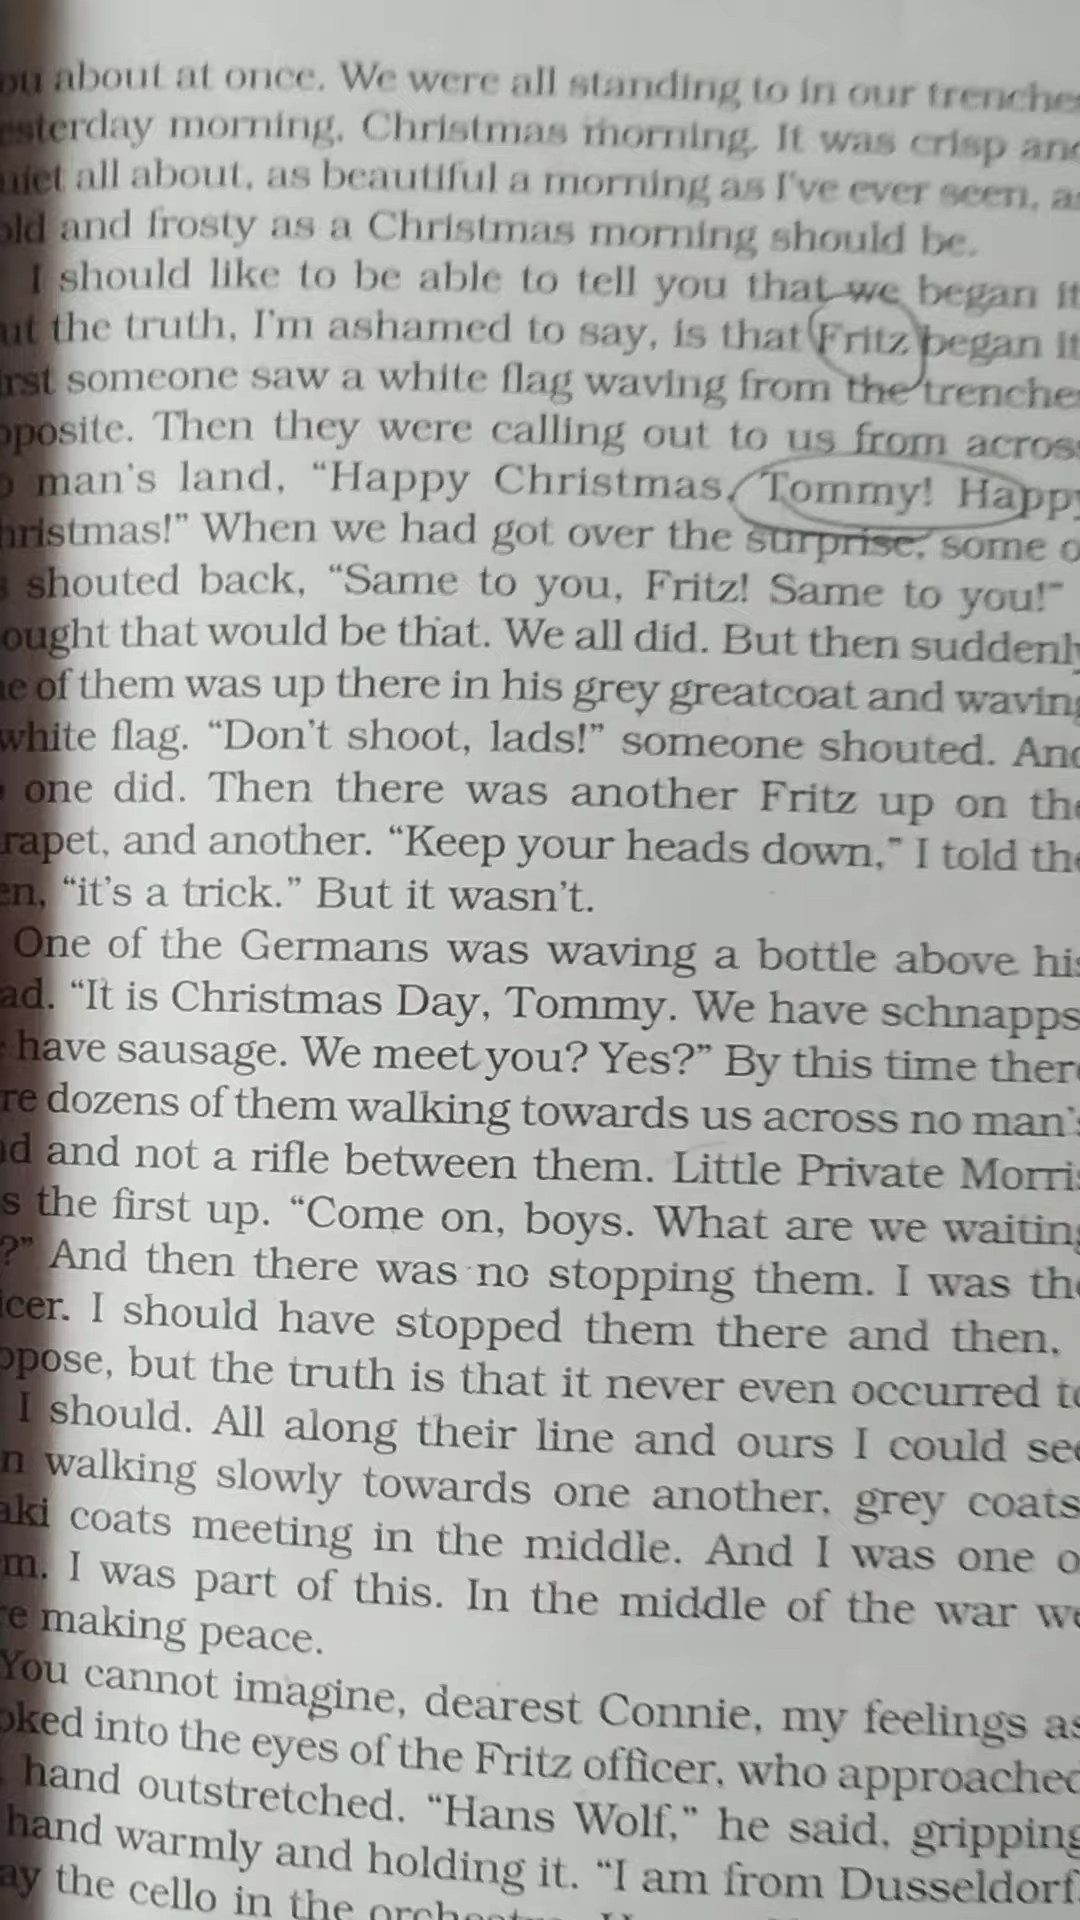 ou about at once. We were all standing to in our trenche
esterday morning, Christmas morning. It was crisp and
uiet all about, as beautiful a morning as I've ever seen, as
old and frosty as a Christmas morning should be.
I should like to be able to tell you that we began it
ut the truth, I'm ashamed to say, is that Fritz began it
irst someone saw a white flag waving from the trenche
pposite. Then they were calling out to us from across
o man's land, “Happy Christmas, Tommy! Happy
hristmas!” When we had got over the surprise, some o
s shouted back, “Same to you, Fritz! Same to you!”
ought that would be that. We all did. But then suddenly
ne of them was up there in his grey greatcoat and waving
white flag. “Don't shoot, lads!” someone shouted. And
one did. Then there was another Fritz up on the
rapet, and another. “Keep your heads down,” I told the
en, “it's a trick.” But it wasn't.
One of the Germans was waving a bottle above his
ad. “It is Christmas Day, Tommy. We have schnapps
have sausage. We meet you? Yes?” By this time there
re dozens of them walking towards us across no man's
nd and not a rifle between them. Little Private Morris
s the first up. “Come on, boys. What are we waiting
?” And then there was no stopping them. I was the
icer. I should have stopped them there and then,
ppose, but the truth is that it never even occurred to
I should. All along their line and ours I could see
n walking slowly towards one another, grey coats
aki coats meeting in the middle. And I was one o
m. I was part of this. In the middle of the war we
re making peace.
You cannot imagine, dearest Connie, my feelings as
oked into the eyes of the Fritz officer, who approached
hand outstretched. “Hans Wolf,” he said, gripping
hand warmly and holding it. “I am from Dusseldorf.
ay the cello in the